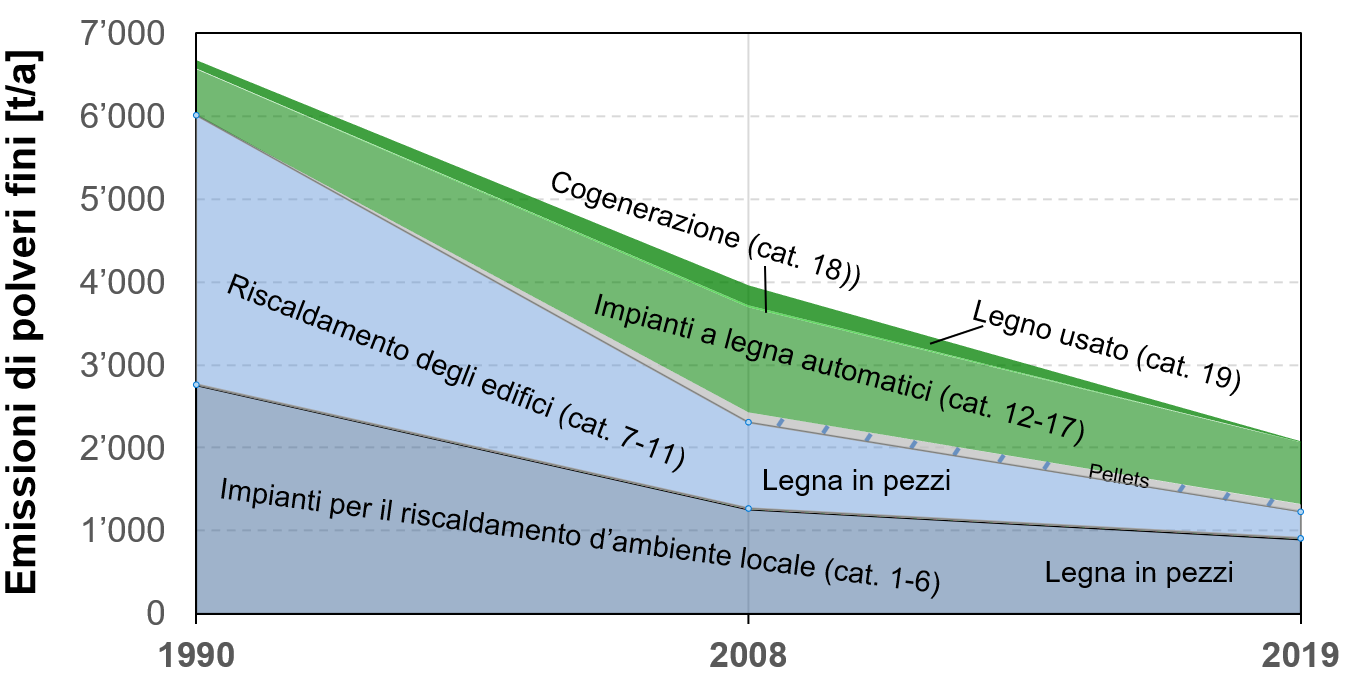 Emissioni di polveri fini [t/a]
7’000
6’000
5’000
4’000
3’000
2’000
1’000
0
Cogenerazione (cat. 18))
Legno usato (cat. 19)
Impianti a legna automatici (cat. 12-17)
Riscaldamento degli edifici (cat. 7-11)
Pellets
Legna in pezzi
Impianti per il riscaldamento d’ambiente locale (cat. 1-6)
Legna in pezzi
1990
2008
2019